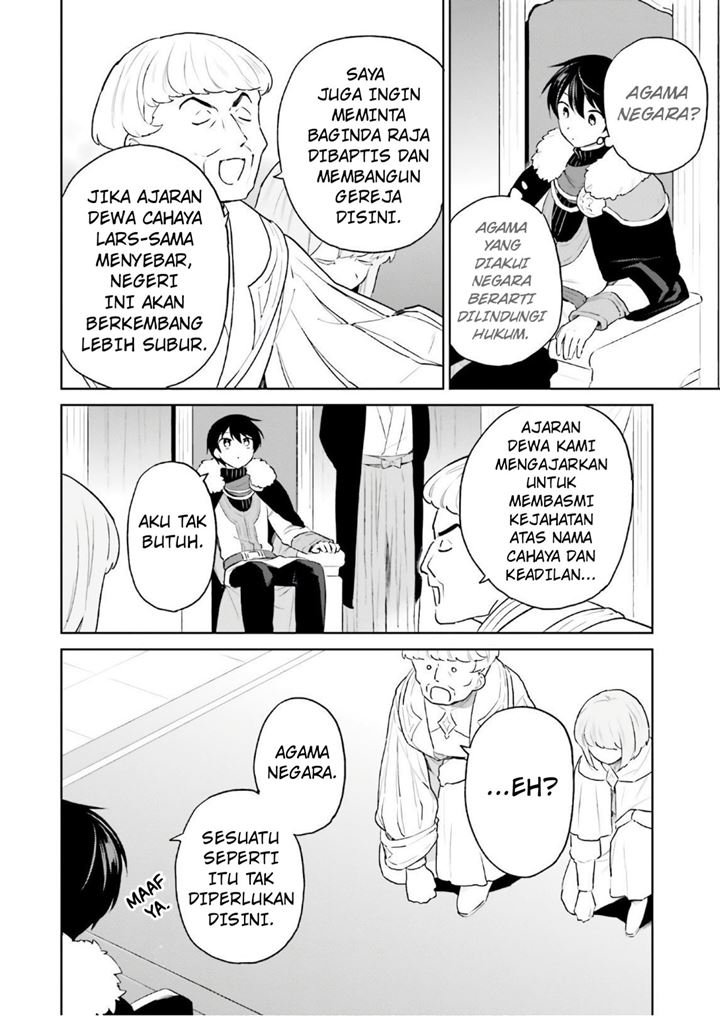 AGAMA
NEGARA?
AGAMA
YANG
DIAKUI
NEGARA
BERARTI
DILINDUNGI
HUKUM.
SAYA
JUGA INGIN
MEMINTA
BAGINDA RAJA
DIBAPTIS DAN
MEMBANGUN
GEREJA
DISINI.
JIKA AJARAN
DEWA CAHAYA
LARS-SAMA
MENYEBAR,
NEGERI
INI AKAN
BERKEMBANG
LEBIH SUBUR.
AJARAN
DEWA KAMI
MENGAJARKAN
UNTUK
MEMBASMI
KEJAHATAN
ATAS NAMA
CAHAYA DAN
KEADILAN...
AKU TAK
BUTUH.
...EH?
AGAMA
NEGARA.
SESUATU
SEPERTI
ITU TAK
DIPERLUKAN
DISINI.
MAAF
YA.